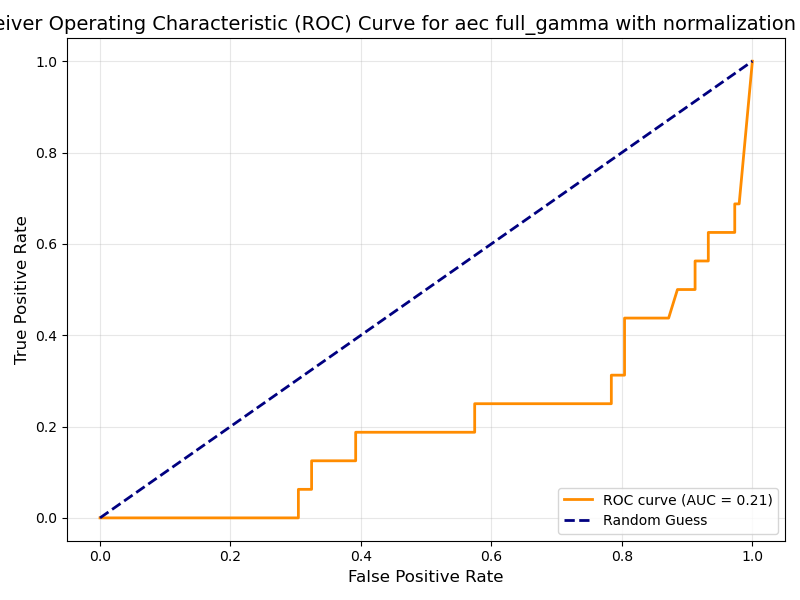 eiver Operating Characteristic (ROC) Curve for aec full_gamma with normalization
1.0
0.8
0.6
0.4
0.2
0.0
True Positive Rate
0.0 0.2 0.4 0.6 0.8 1.0
False Positive Rate
ROC curve (AUC = 0.21)
Random Guess